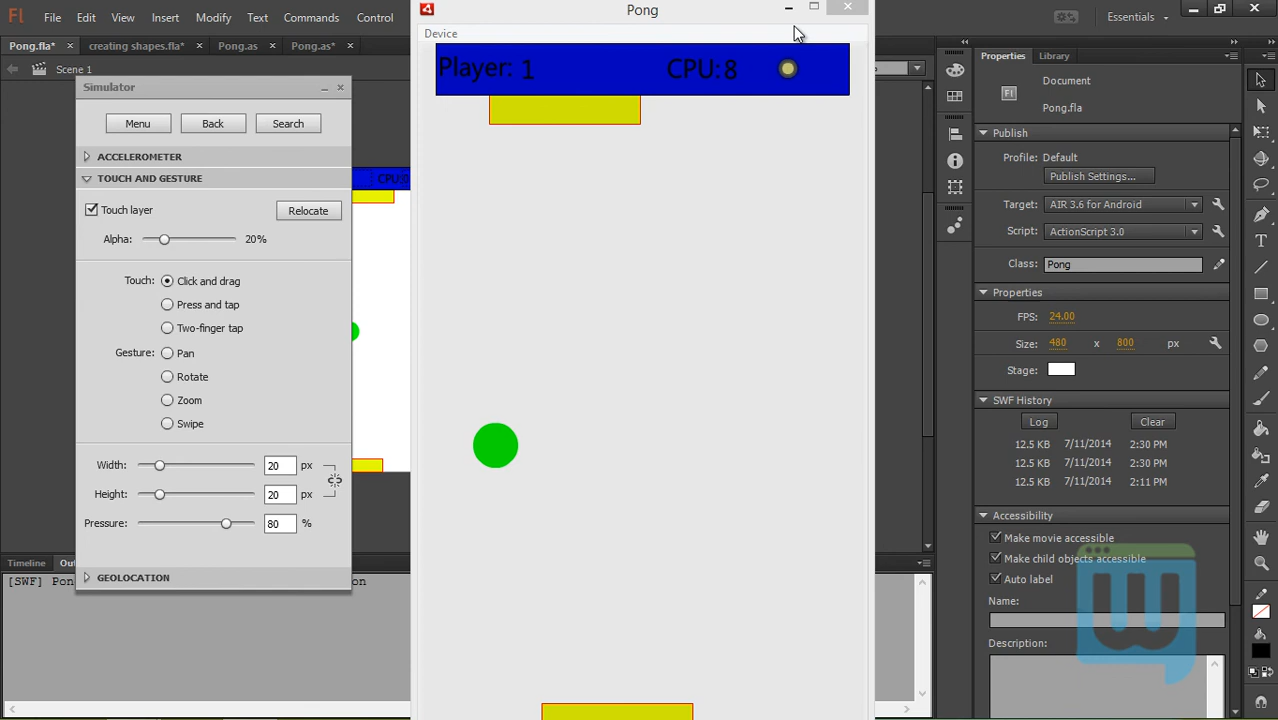 Fl File Edit View Insert Modify Text Commands Control
Pong
Essentials
Device
Pong.fla* × creating shapes.fla* × Pong.as × Pong.as* ×
Scene 1
Properties Library
Document
Fl Pong.fla
Publish
Profile: Default
Publish Settings...
Target: AIR 3.6 for Android
Script: ActionScript 3.0
Class: Pong
Properties
FPS: 24.00
Size: 480 x 800 px
Stage:
SWF History
Log Clear
12.5 KB 7/11/2014 2:30 PM
12.5 KB 7/11/2014 2:30 PM
12.5 KB 7/11/2014 2:11 PM
Accessibility
Make movie accessible
Make child objects accessible
Auto label
Name:
Description:
Simulator
Menu Back Search
ACCELEROMETER
TOUCH AND GESTURE
Touch layer Relocate
Alpha: 20%
Touch: Click and drag
Press and tap
Two-finger tap
Gesture: Pan
Rotate
Zoom
Swipe
Width: 20 px
Height: 20 px
Pressure: 80 %
GEOLOCATION
Player: 1 CPU: 8
CPU:
Timeline Out
[SWF] Pon
on